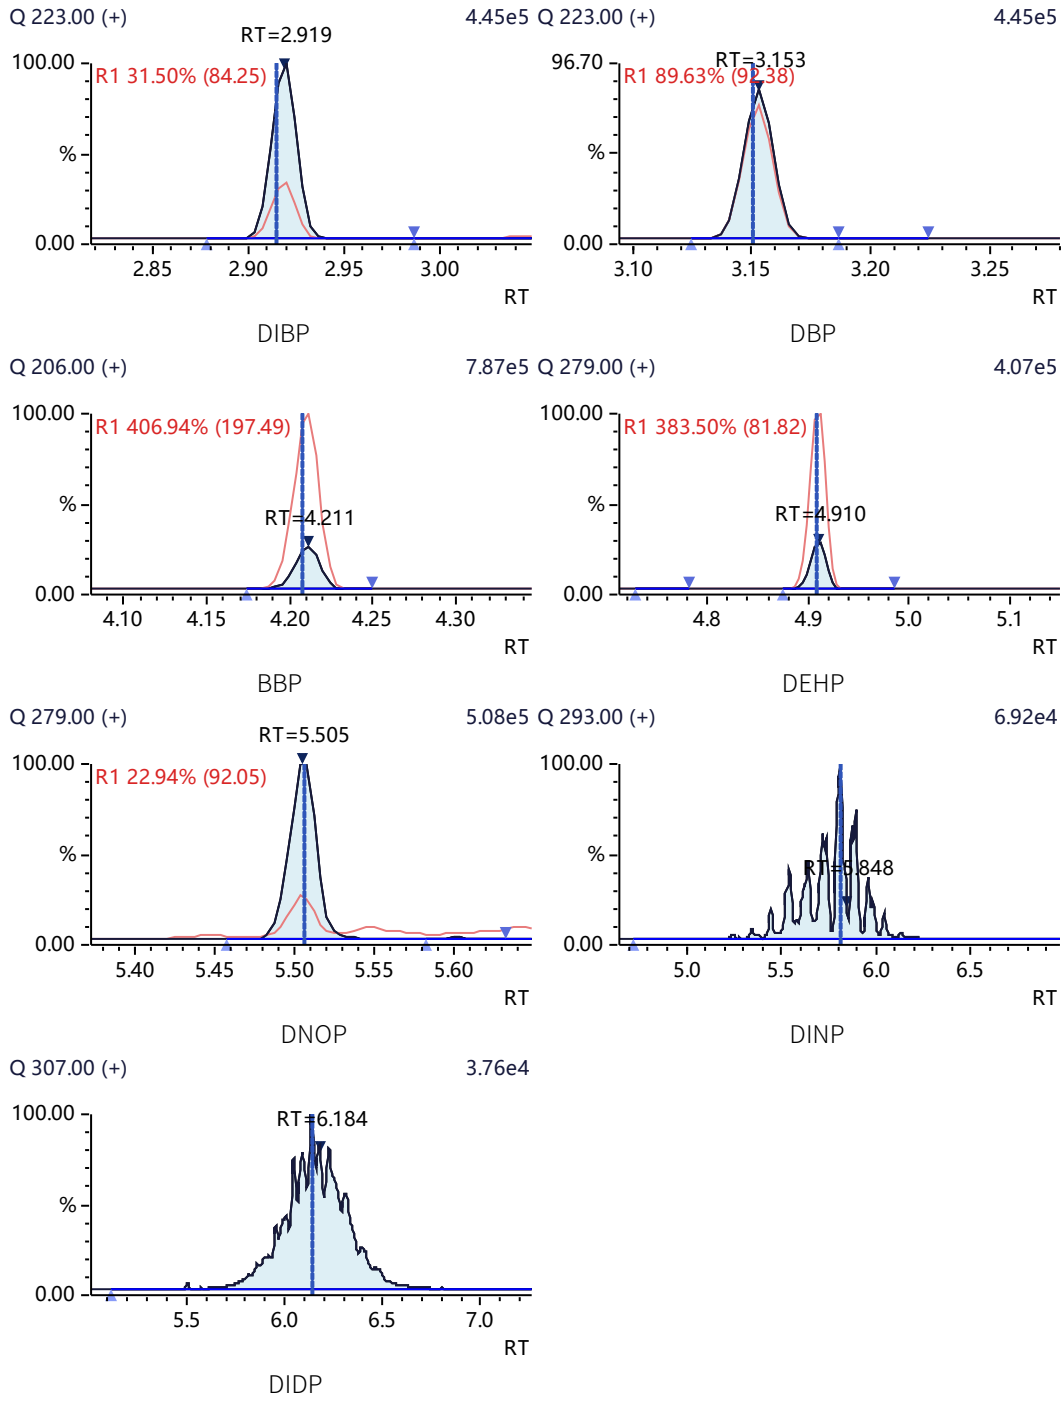 Q 223.00 (+) 4.45e5
RT=2.919
100.00
R1 31.50% (84.25)
%
0.00
2.85 2.90 2.95 3.00
RT
DIBP
Q 223.00 (+) 4.45e5
RT=3.153
96.70
R1 89.63% (92.38)
%
0.00
3.10 3.15 3.20 3.25
RT
DBP
Q 206.00 (+) 7.87e5
100.00
R1 406.94% (197.49)
%
RT=4.211
0.00
4.10 4.15 4.20 4.25 4.30
RT
BBP
Q 279.00 (+) 4.07e5
100.00
R1 383.50% (81.82)
%
RT=4.910
0.00
4.8 4.9 5.0 5.1
RT
DEHP
Q 279.00 (+) 5.08e5
RT=5.505
100.00
R1 22.94% (92.05)
%
0.00
5.40 5.45 5.50 5.55 5.60
RT
DNOP
Q 293.00 (+) 6.92e4
100.00
%
RT=5.848
0.00
5.0 5.5 6.0 6.5
RT
DINP
Q 307.00 (+) 3.76e4
100.00
RT=6.184
%
0.00
5.5 6.0 6.5 7.0
RT
DIDP